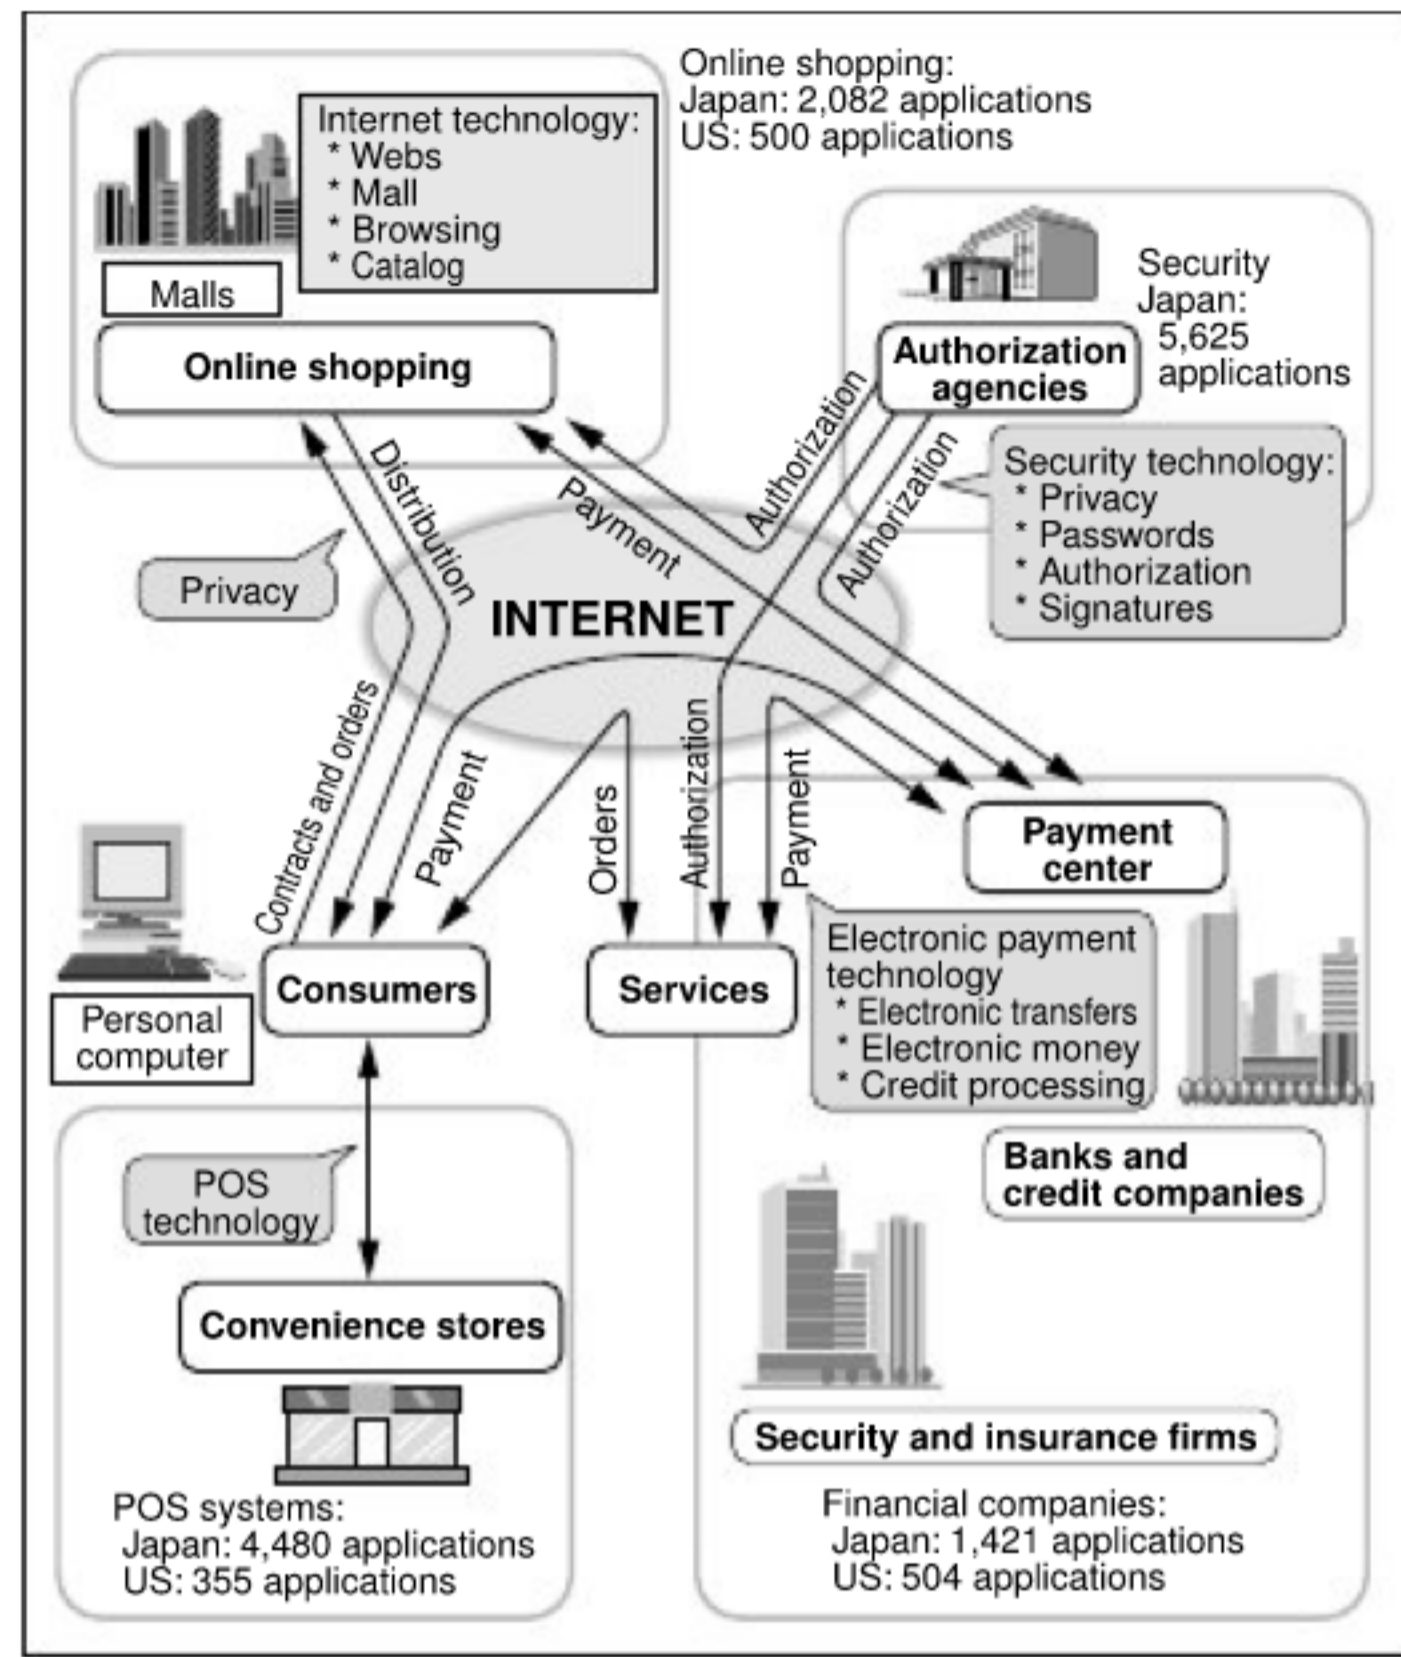 Online shopping:
Japan: 2,082 applications
US: 500 applications
Internet technology:
* Webs
* Mall
* Browsing
* Catalog
Malls
Online shopping
Security
Japan:
5,625
applications
Authorization
agencies
Security technology:
* Privacy
* Passwords
* Authorization
* Signatures
Authorization
Authorization
Distribution
Payment
Privacy
INTERNET
Contracts and orders
Payment
Orders
Authorization
Payment
Payment
center
Personal
computer
Consumers
Services
Electronic payment
technology
* Electronic transfers
* Electronic money
* Credit processing
Banks and
credit companies
POS
technology
Convenience stores
POS systems:
Japan: 4,480 applications
US: 355 applications
Security and insurance firms
Financial companies:
Japan: 1,421 applications
US: 504 applications